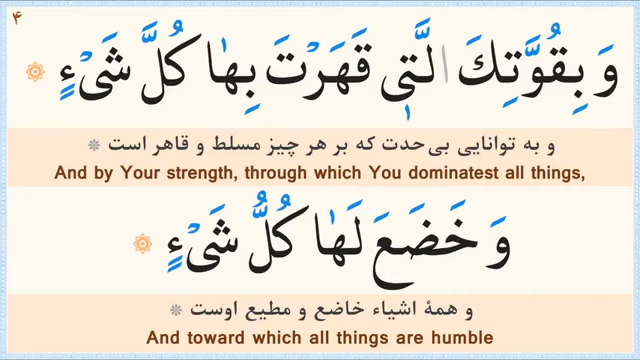 ۴
وَ بِقُوَّتِكَ الَّتٖي قَهَرْتَ بِهٰا كُلَّ شَيْءٍ
و به توانایی بی‌حدت که بر هر چیز مسلط و قاهر است
And by Your strength, through which You dominatest all things,
وَ خَضَعَ لَهٰا كُلُّ شَيْءٍ
و همهٔ اشیاء خاضع و مطیع اوست
And toward which all things are humble